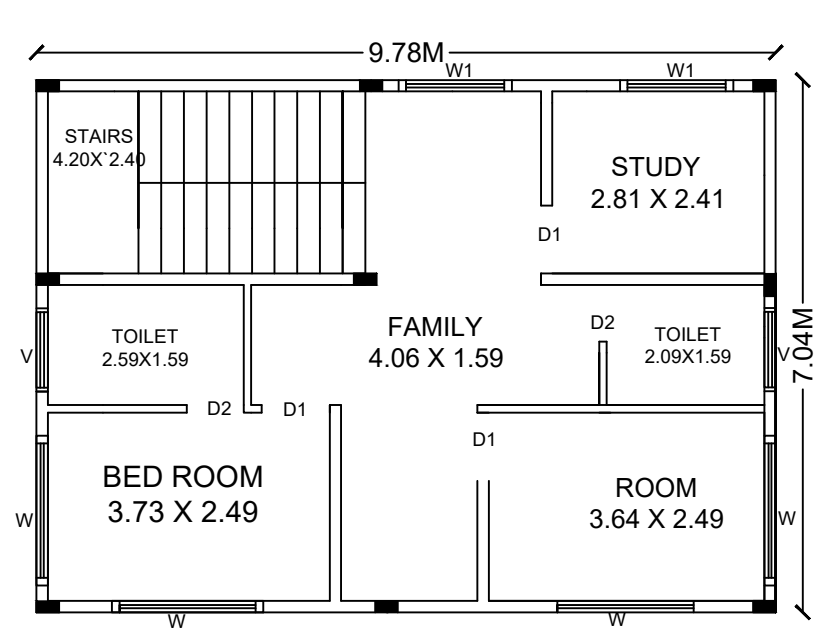 9.78M
W1
W1
STAIRS
4.20X`2.40
STUDY
2.81 X 2.41
D1
7.04M
FAMILY
4.06 X 1.59
D2
TOILET
2.59X1.59
TOILET
2.09X1.59
V
V
D2
D1
D1
BED ROOM
3.73 X 2.49
ROOM
3.64 X 2.49
W
W
W
W